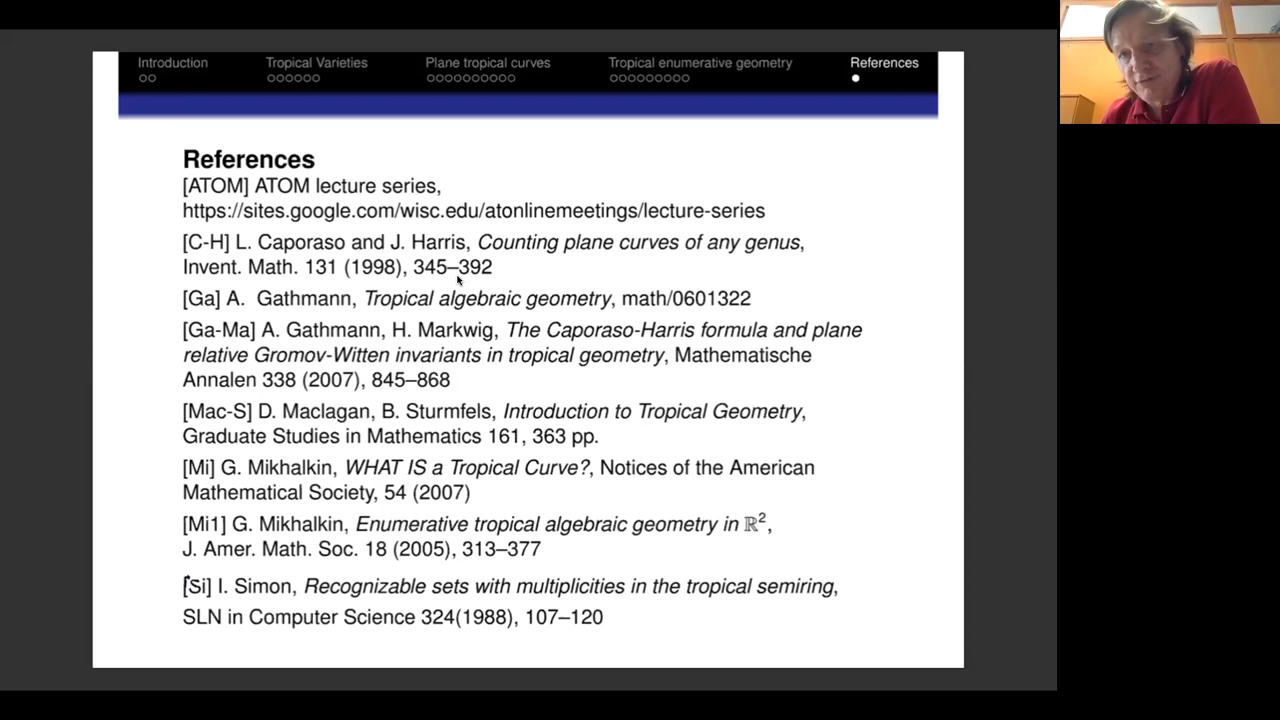 Introduction
Tropical Varieties
Plane tropical curves
Tropical enumerative geometry
References
References
[ATOM] ATOM lecture series,
https://sites.google.com/wisc.edu/atonlinemeetings/lecture-series
[C-H] L. Caporaso and J. Harris, Counting plane curves of any genus,
Invent. Math. 131 (1998), 345–392
[Ga] A. Gathmann, Tropical algebraic geometry, math/0601322
[Ga-Ma] A. Gathmann, H. Markwig, The Caporaso-Harris formula and plane
relative Gromov-Witten invariants in tropical geometry, Mathematische
Annalen 338 (2007), 845–868
[Mac-S] D. Maclagan, B. Sturmfels, Introduction to Tropical Geometry,
Graduate Studies in Mathematics 161, 363 pp.
[Mi] G. Mikhalkin, WHAT IS a Tropical Curve?, Notices of the American
Mathematical Society, 54 (2007)
[Mi1] G. Mikhalkin, Enumerative tropical algebraic geometry in ℝ²,
J. Amer. Math. Soc. 18 (2005), 313–377
[Si] I. Simon, Recognizable sets with multiplicities in the tropical semiring,
SLN in Computer Science 324(1988), 107–120